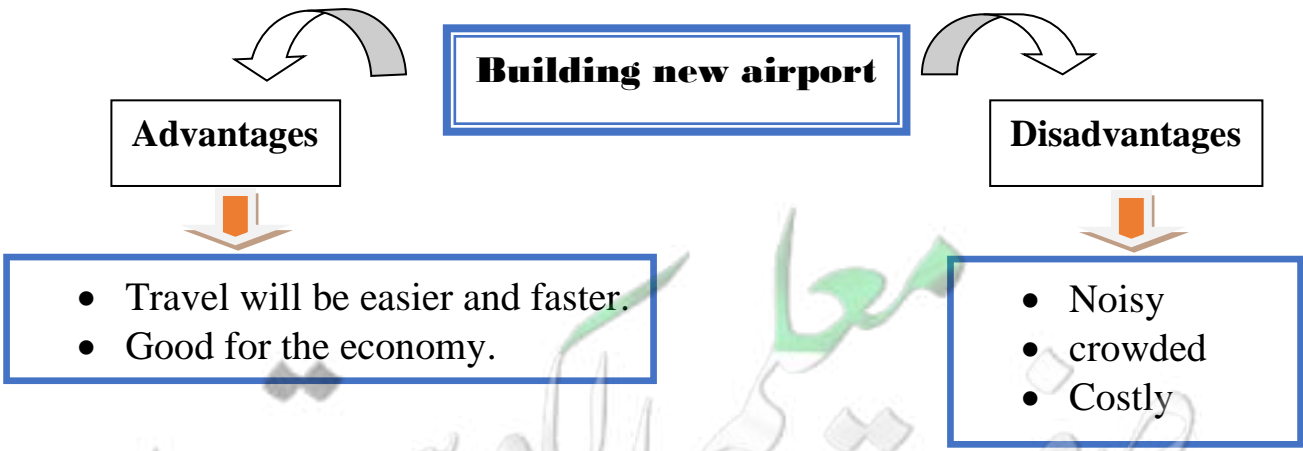 Building new airport
Advantages
Disadvantages
• Travel will be easier and faster.
• Good for the economy.
• Noisy
• crowded
• Costly